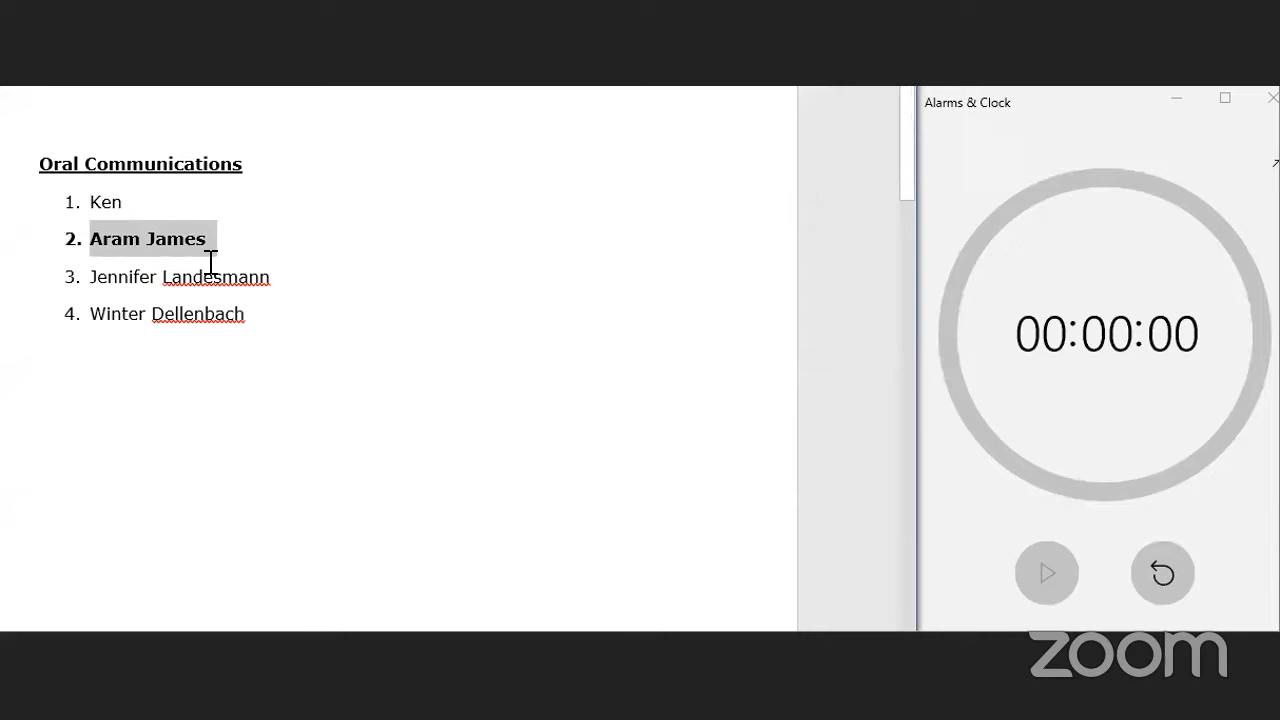 Alarms & Clock
Oral Communications
1. Ken
2. Aram James
3. Jennifer Landesmann
4. Winter Dellenbach
00:00:00
zoom